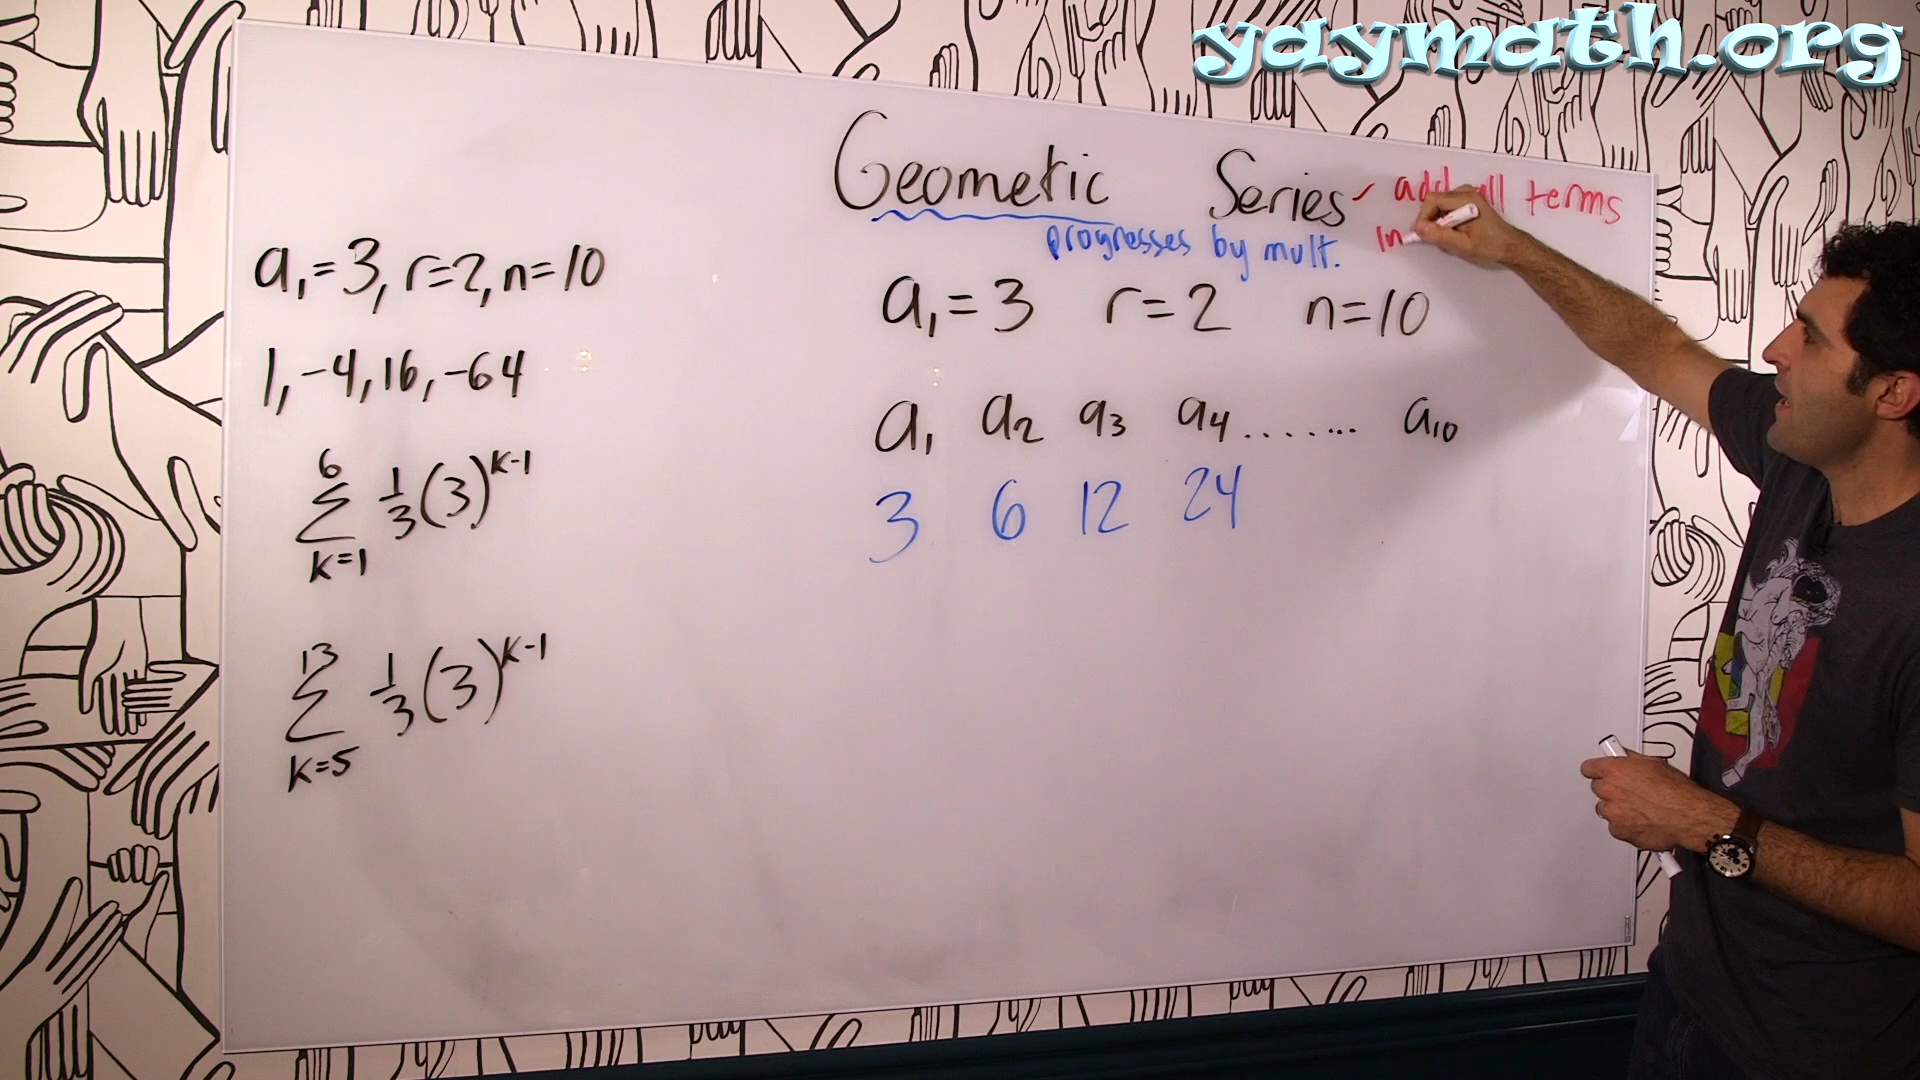 yaymath.org
Geometic Series - add all terms
in
progresses by mult.
a₁=3, r=2, n=10
1, -4, 16, -64
6
Σ 1/3(3)^k-1
k=1
13
Σ 1/3(3)^k-1
k=5
a₁=3 r=2 n=10
a₁ a₂ a₃ a₄ ....... a₁₀
3 6 12 24